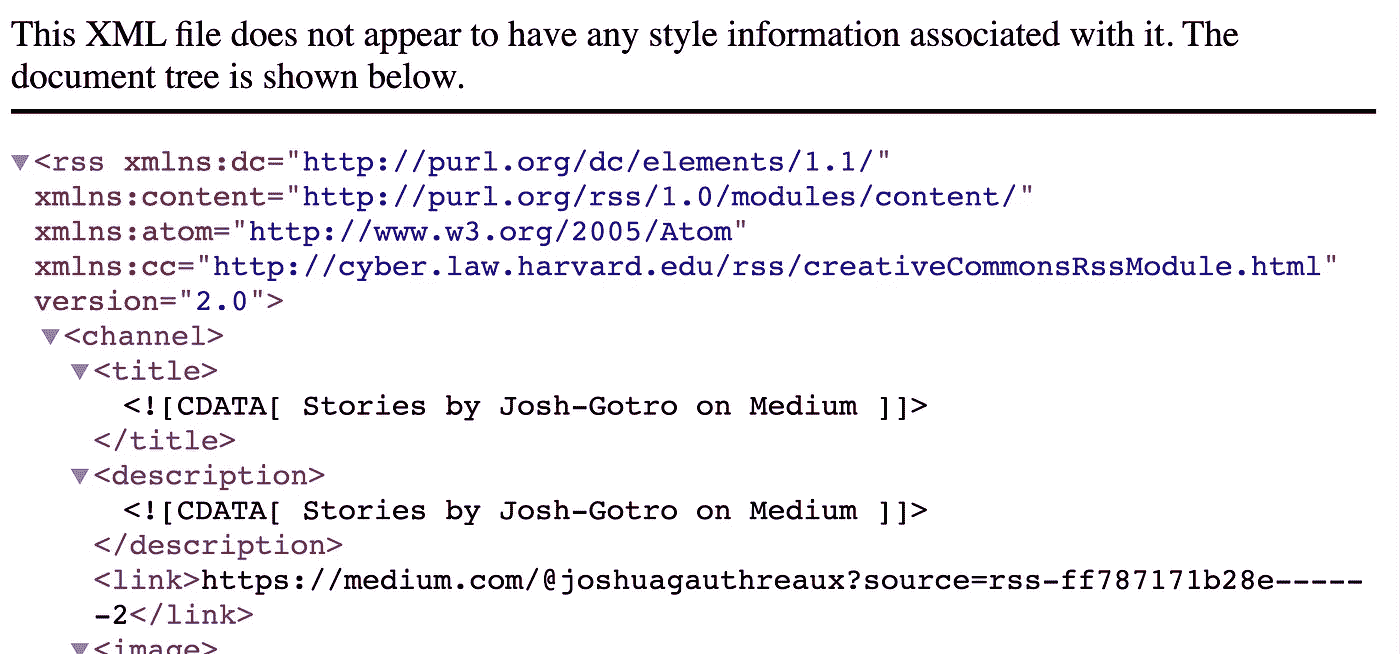 This XML file does not appear to have any style information associated with it. The
document tree is shown below.
<rss xmlns:dc="http://purl.org/dc/elements/1.1/"
xmlns:content="http://purl.org/rss/1.0/modules/content/"
xmlns:atom="http://www.w3.org/2005/Atom"
xmlns:cc="http://cyber.law.harvard.edu/rss/creativeCommonsRssModule.html"
version="2.0">
<channel>
<title>
<![CDATA[ Stories by Josh-Gotro on Medium ]]>
</title>
<description>
<![CDATA[ Stories by Josh-Gotro on Medium ]]>
</description>
<link>https://medium.com/@joshuagauthreaux?source=rss-ff787171b28e-----
-2</link>
<image>